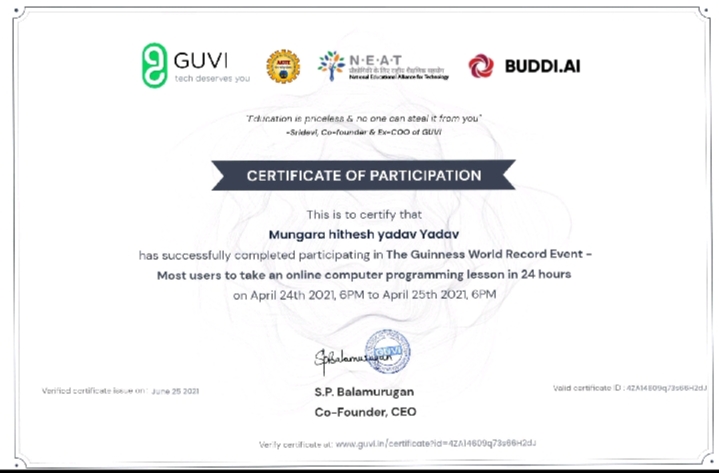 GUVI
tech deserves you
AICTE
N·E·A·T
National Educational Alliance for Technology
BUDDI.AI
"Education is priceless & no one can steal it from you"
-Sridevi, Co-founder & Ex-COO of GUVI
CERTIFICATE OF PARTICIPATION
This is to certify that
Mungara hithesh yadav Yadav
has successfully completed participating in The Guinness World Record Event -
Most users to take an online computer programming lesson in 24 hours
on April 24th 2021, 6PM to April 25th 2021, 6PM
SpBalamurugan
GUVI
S.P. Balamurugan
Co-Founder, CEO
Verified certificate issue on : June 25 2021
Valid certificate ID : 4ZA14609q73s66H2dJ
Verify certificate at: www.guvi.in/certificate?id=4ZA14609q73s66H2dJ